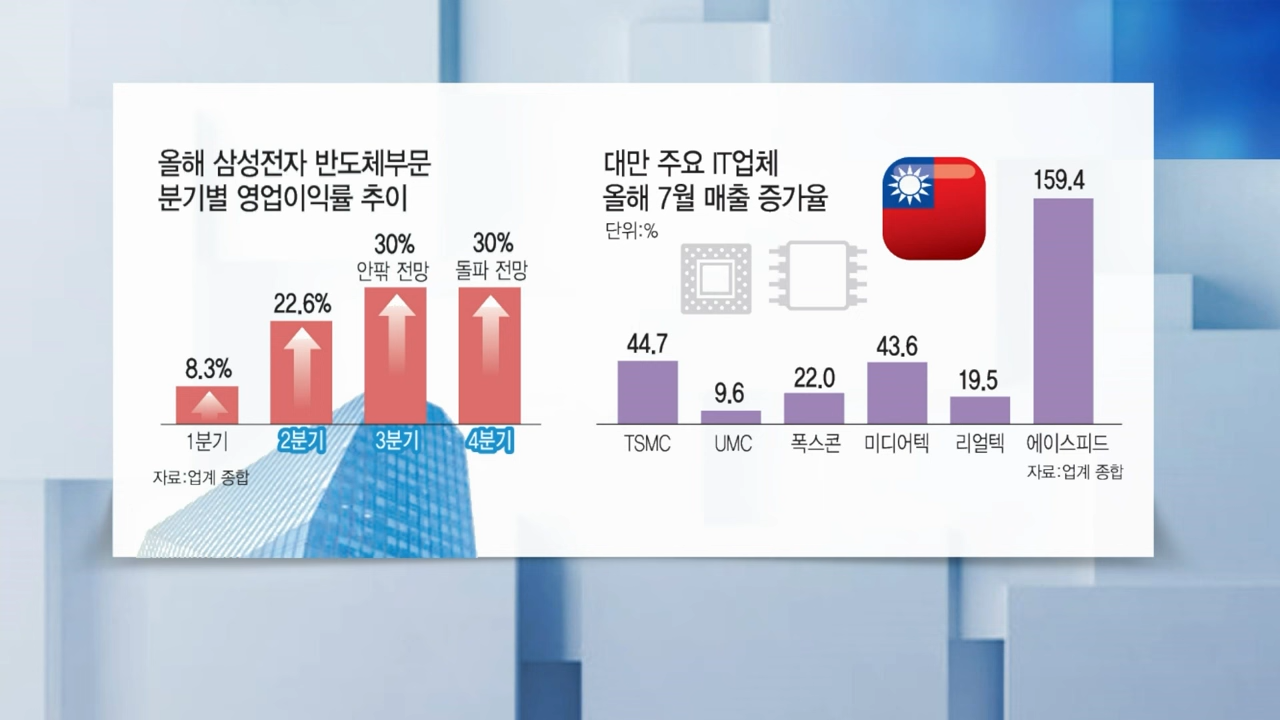 올해 삼성전자 반도체부문
분기별 영업이익률 추이
8.3%
22.6%
30%
안팎 전망
30%
돌파 전망
1분기
2분기
3분기
4분기
자료:업계 종합
대만 주요 IT업체
올해 7월 매출 증가율
단위:%
44.7
9.6
22.0
43.6
19.5
159.4
TSMC
UMC
폭스콘
미디어텍
리얼텍
에이스피드
자료:업계 종합